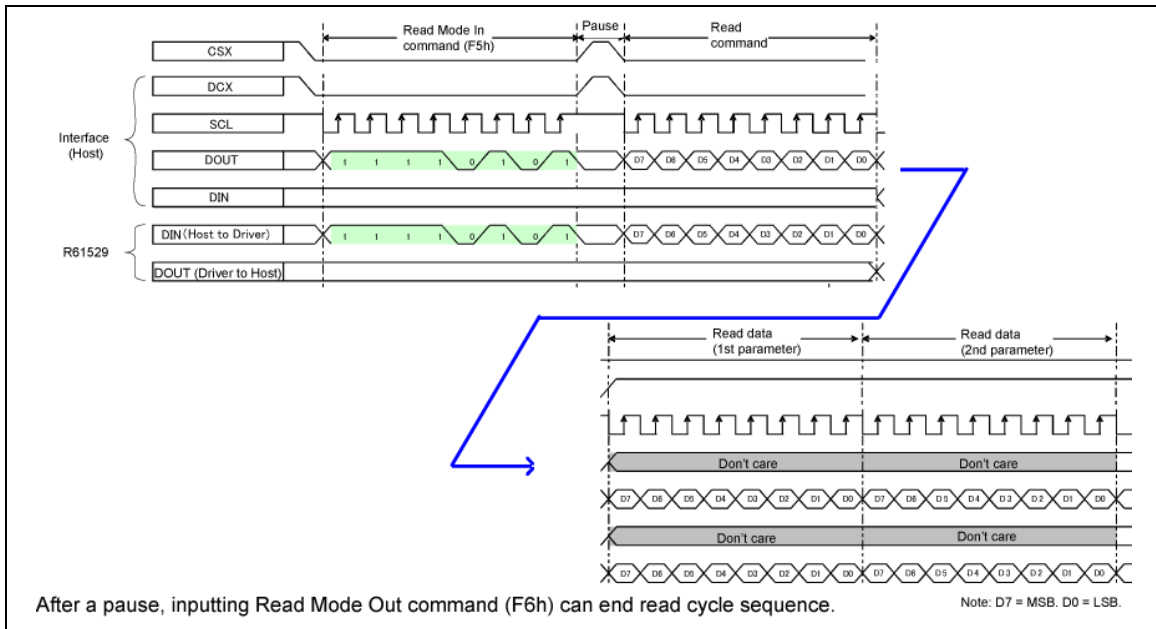 Read Mode In command (F5h)
Pause
Read command
CSX
DCX
SCL
DOUT
1 1 1 1 0 1 0 1
D7 D6 D5 D4 D3 D2 D1 D0
DIN
Interface (Host)
DIN(Host to Driver)
1 1 1 1 0 1 0 1
D7 D6 D5 D4 D3 D2 D1 D0
R61529
DOUT (Driver to Host)
Read data (1st parameter)
Read data (2nd parameter)
Don't care
Don't care
D7 D6 D5 D4 D3 D2 D1 D0 D7 D6 D5 D4 D3 D2 D1 D0
Don't care
Don't care
D7 D6 D5 D4 D3 D2 D1 D0 D7 D6 D5 D4 D3 D2 D1 D0
After a pause, inputting Read Mode Out command (F6h) can end read cycle sequence.
Note: D7 = MSB. D0 = LSB.